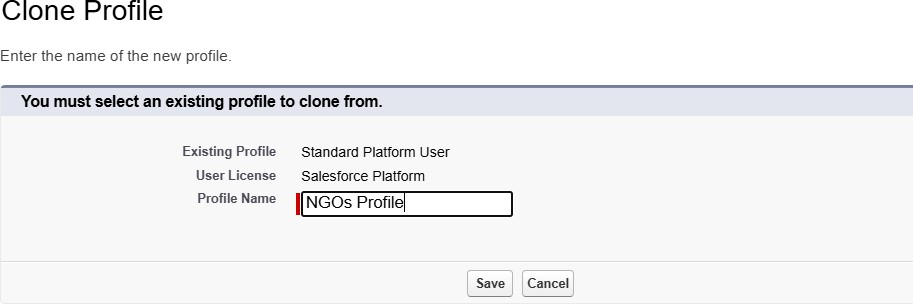 Clone Profile
Enter the name of the new profile.
You must select an existing profile to clone from.
Existing Profile Standard Platform User
User License Salesforce Platform
Profile Name NGOs Profile
Save Cancel